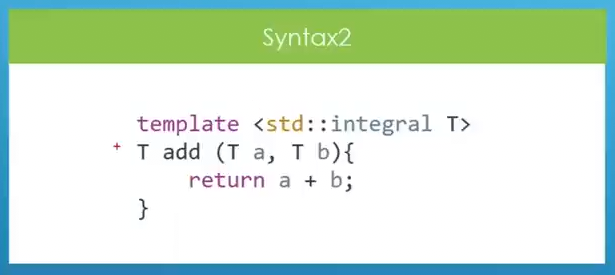 Syntax2
template <std::integral T>
T add (T a, T b){
    return a + b;
}